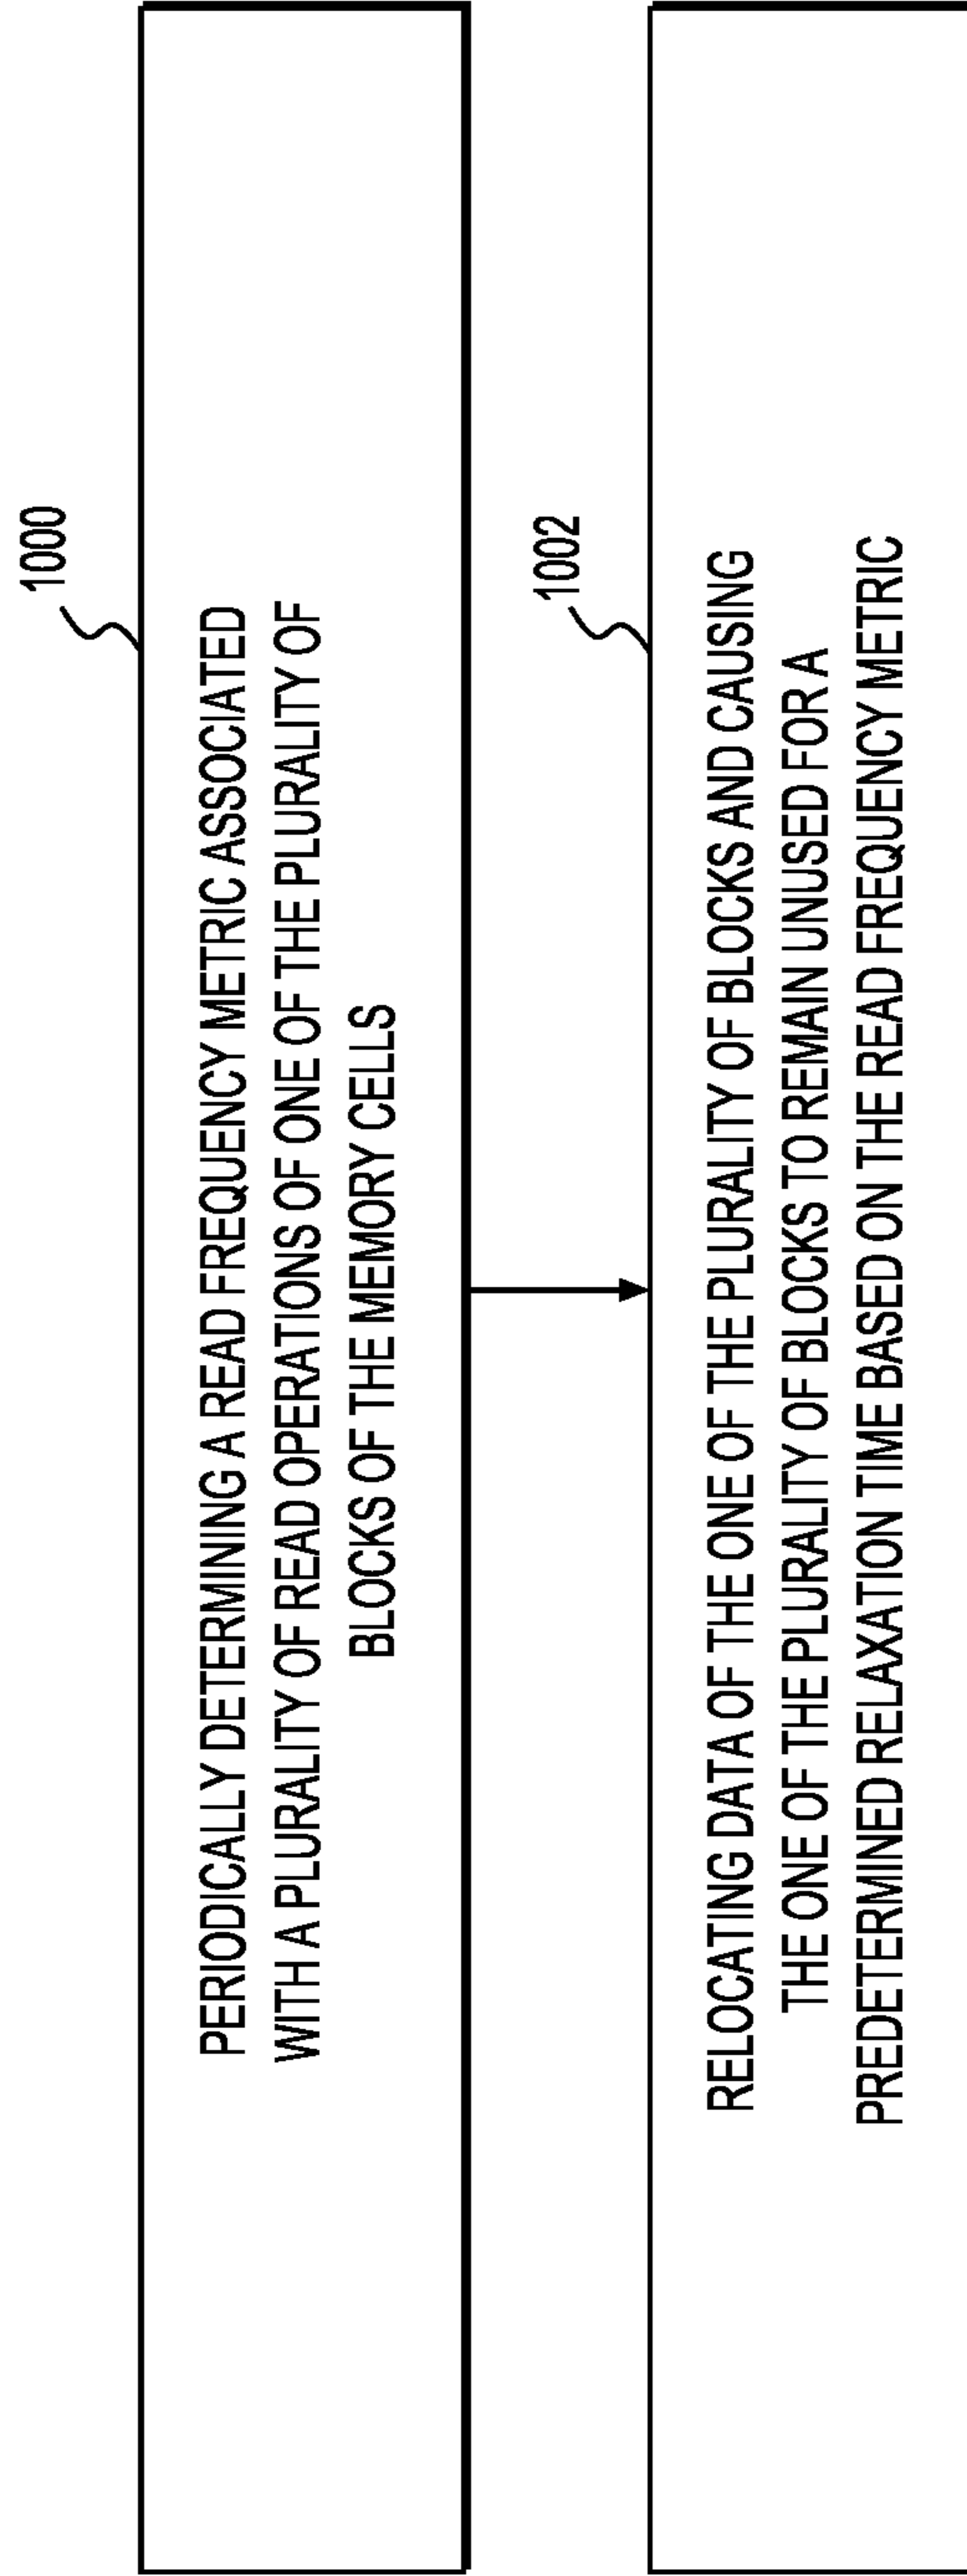 1000
PERIODICALLY DETERMINING A READ FREQUENCY METRIC ASSOCIATED
WITH A PLURALITY OF READ OPERATIONS OF ONE OF THE PLURALITY OF
BLOCKS OF THE MEMORY CELLS
1002
RELOCATING DATA OF THE ONE OF THE PLURALITY OF BLOCKS AND CAUSING
THE ONE OF THE PLURALITY OF BLOCKS TO REMAIN UNUSED FOR A
PREDETERMINED RELAXATION TIME BASED ON THE READ FREQUENCY METRIC